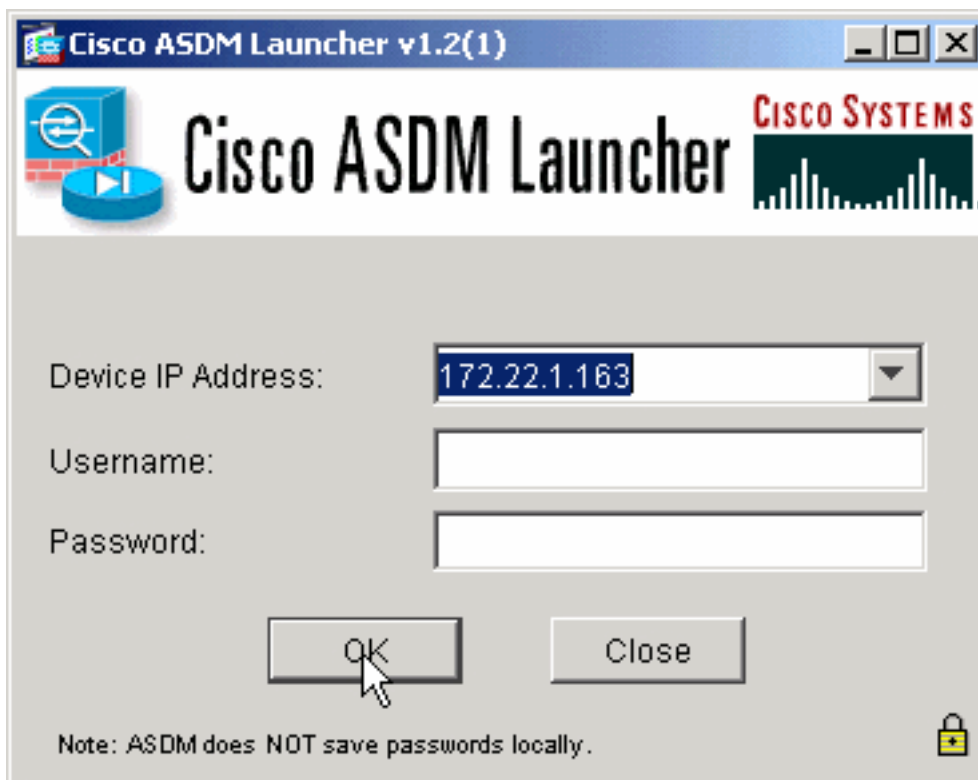 Cisco ASDM Launcher v1.2(1)
Cisco ASDM Launcher
CISCO SYSTEMS
Device IP Address:
172.22.1.163
Username:
Password:
OK
Close
Note: ASDM does NOT save passwords locally.